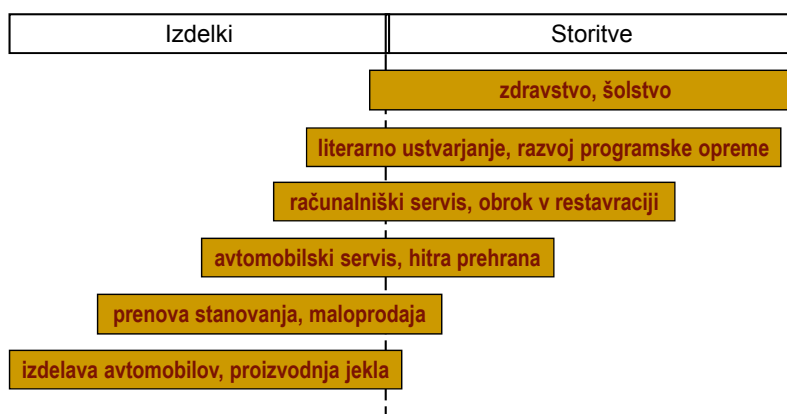 Izdelki
Storitve
zdravstvo, šolstvo
literarno ustvarjanje, razvoj programske opreme
računalniški servis, obrok v restavraciji
avtomobilski servis, hitra prehrana
prenova stanovanja, maloprodaja
izdelava avtomobilov, proizvodnja jekla